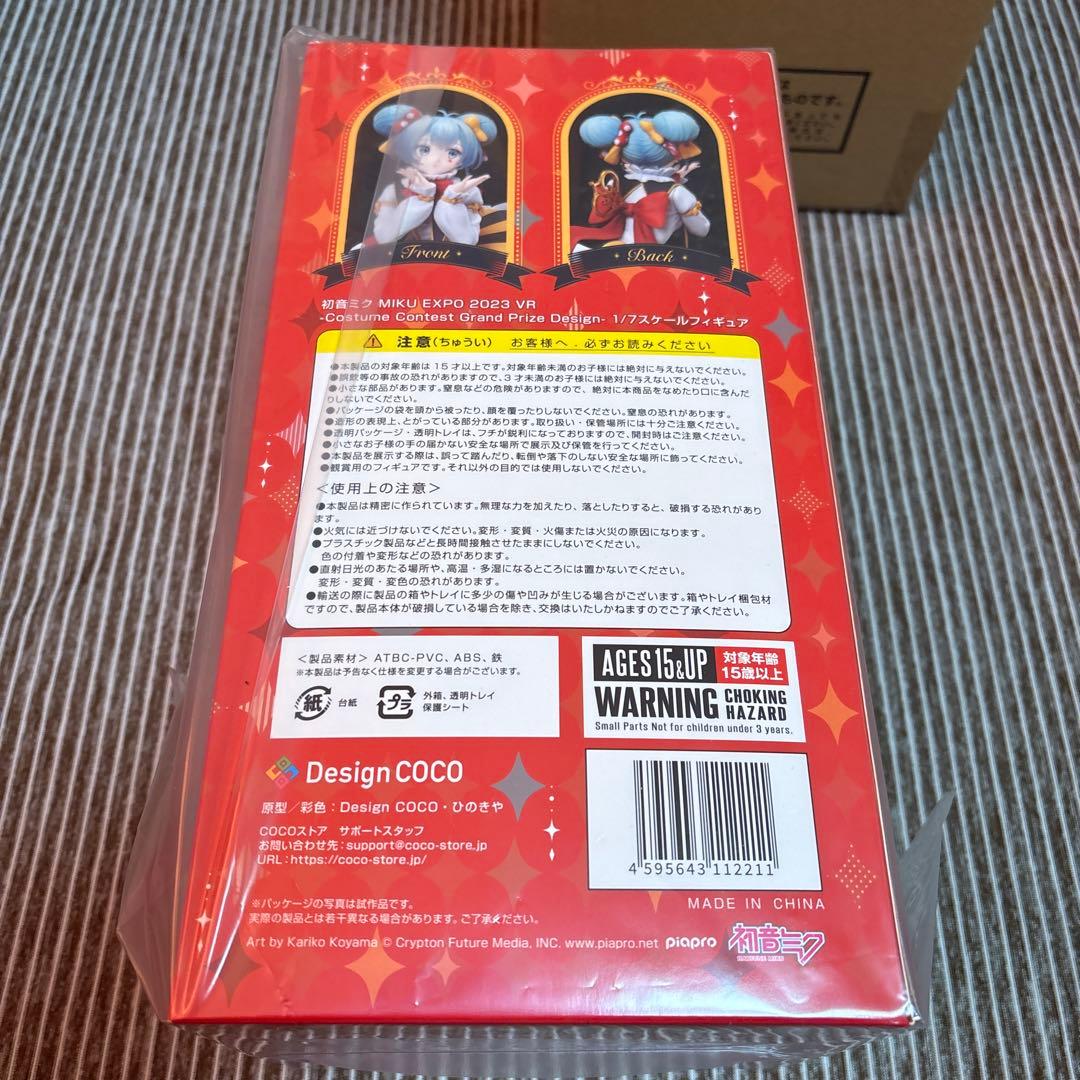 は
ものです。
Front
Back
初音ミク MIKU EXPO 2023 VR
-Costume Contest Grand Prize Design- 1/7スケールフィギュア
注意(ちゅうい) お客様へ・必ずお読みください
●本製品の対象年齢は15才以上です。対象年齢未満のお子様には絶対に与えないでください。
●誤飲等の事故の恐れがありますので、3才未満のお子様には絶対に与えないでください。
●小さな部品があります。窒息などの危険がありますので、絶対に本商品をなめたり口に含んだ
りしないでください。
●パッケージの袋を頭から被ったり、顔を覆ったりしないでください。窒息の恐れがあります。
●造形の表現上、とがっている部分があります。取り扱い・保管場所には十分ご注意ください。
●透明パッケージ・透明トレイは、フチが鋭利になっておりますので、開封時はご注意ください。
●小さなお子様の手の届かない安全な場所で展示及び保管を行ってください。
●本製品を展示する際は、誤って踏んだり、転倒や落下のしない安全な場所に飾ってください。
●観賞用のフィギュアです。それ以外の目的では使用しないでください。
＜使用上の注意＞
●本製品は精密に作られています。無理な力を加えたり、落としたりすると、破損する恐れがあり
ます。
●火気には近づけないでください。変形・変質・火傷または火災の原因になります。
●プラスチック製品などと長時間接触させたままにしないでください。
色の付着や変形などの恐れがあります。
●直射日光のあたる場所や、高温・多湿になるところには置かないでください。
変形・変質・変色の恐れがあります。
●輸送の際に製品の箱やトレイに多少の傷や凹みが生じる場合がございます。箱やトレイ梱包材
ですので、製品本体が破損している場合を除き、交換はいたしかねますのでご了承ください。
＜製品素材＞ ATBC-PVC、ABS、鉄
※本製品は予告なく仕様を変更する場合がございます。
紙 台紙
プラ 外箱、透明トレイ
保護シート
AGES 15&UP 対象年齢
15歳以上
WARNING CHOKING
HAZARD
Small Parts Not for children under 3 years.
Design COCO
原型／彩色：Design COCO・ひのきや
COCOストア サポートスタッフ
お問い合わせ先：support@coco-store.jp
URL：https://coco-store.jp/
4 595643 112211
MADE IN CHINA
※パッケージの写真は試作品です。
実際の製品とは若干異なる場合があります。ご了承ください。
Art by Kariko Koyama © Crypton Future Media, INC. www.piapro.net piapro 初音ミク
HATSUNE MIKU